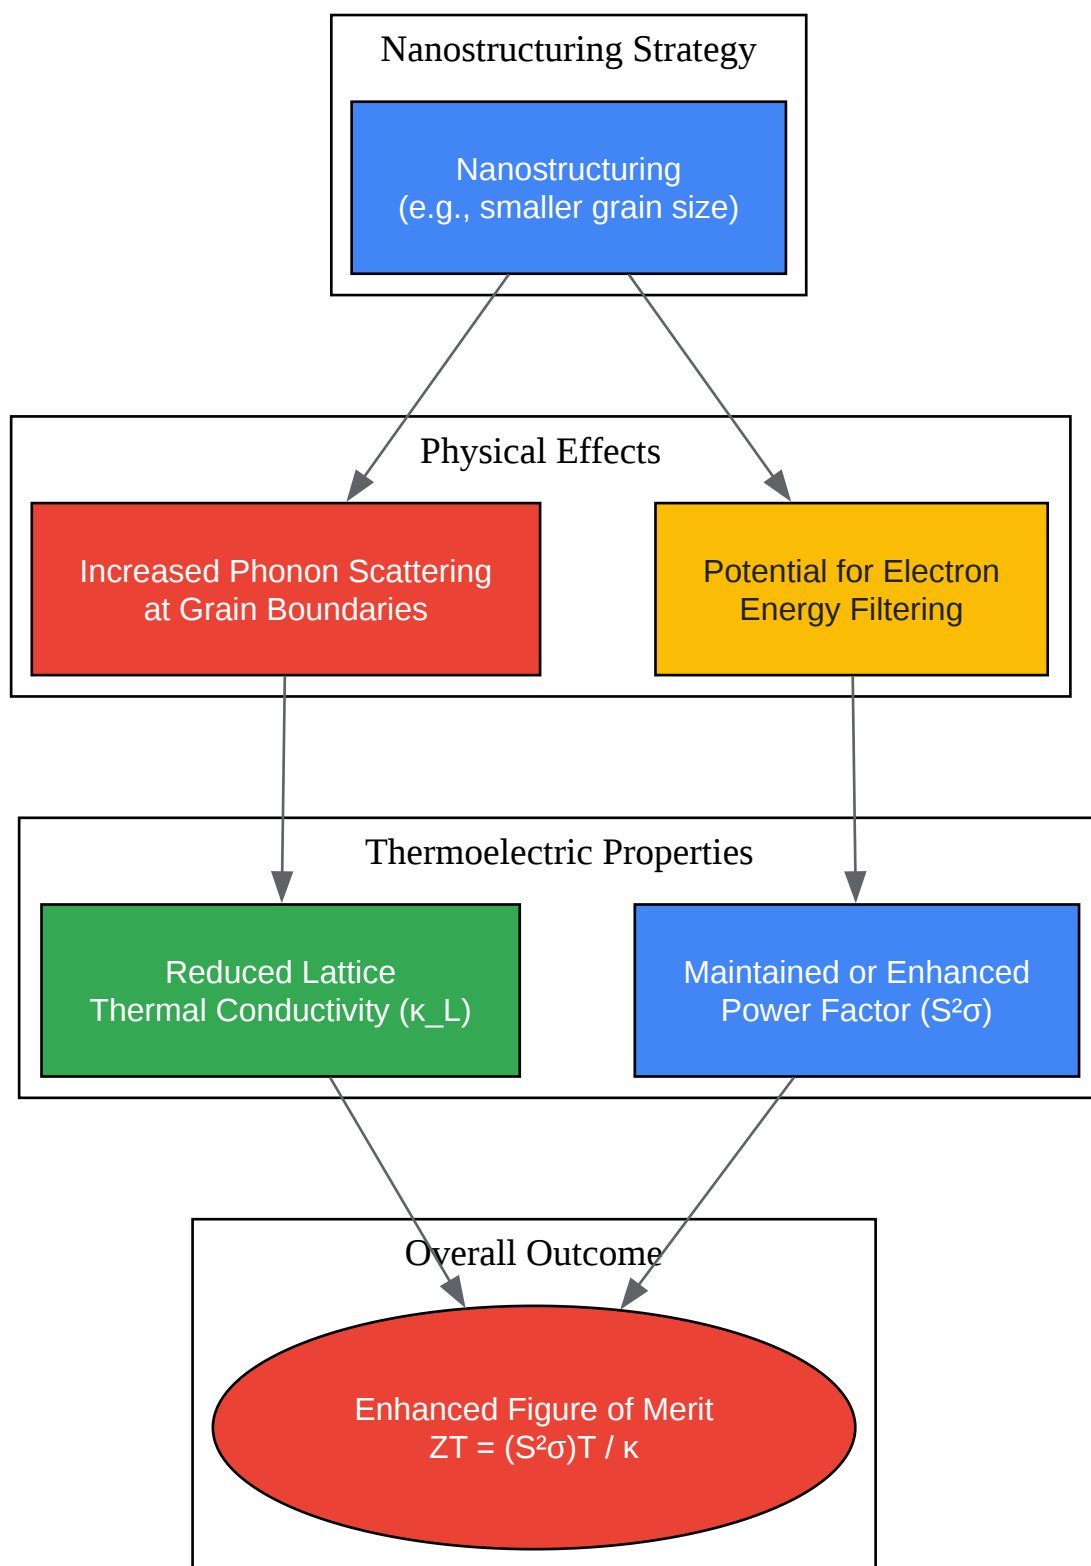 Nanostructuring Strategy
Nanostructuring
(e.g., smaller grain size)
Physical Effects
Increased Phonon Scattering
at Grain Boundaries
Potential for Electron
Energy Filtering
Thermoelectric Properties
Reduced Lattice
Thermal Conductivity (κ_L)
Maintained or Enhanced
Power Factor (S²σ)
Overall Outcome
Enhanced Figure of Merit
ZT = (S²σ)T / κ